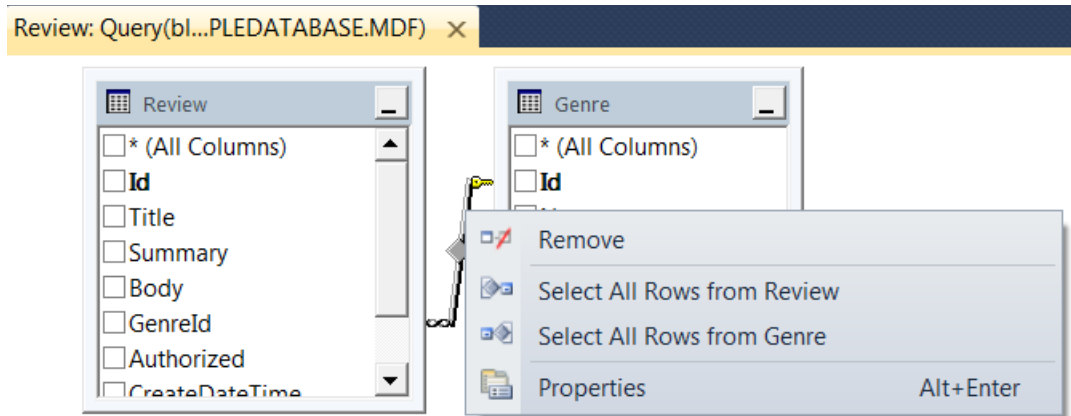 Review: Query(bl...PLEDATABASE.MDF)
Review
* (All Columns)
Id
Title
Summary
Body
GenreId
Authorized
CreateDateTime
Genre
* (All Columns)
Id
Remove
Select All Rows from Review
Select All Rows from Genre
Properties Alt+Enter